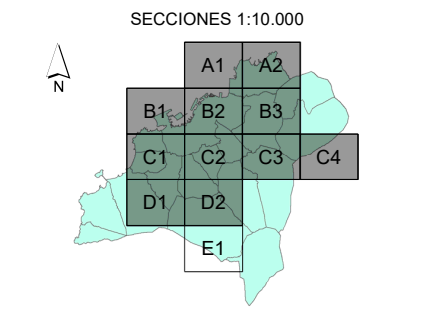 SECCIONES 1:10.000
N
A1 A2
B1 B2 B3
C1 C2 C3 C4
D1 D2
E1